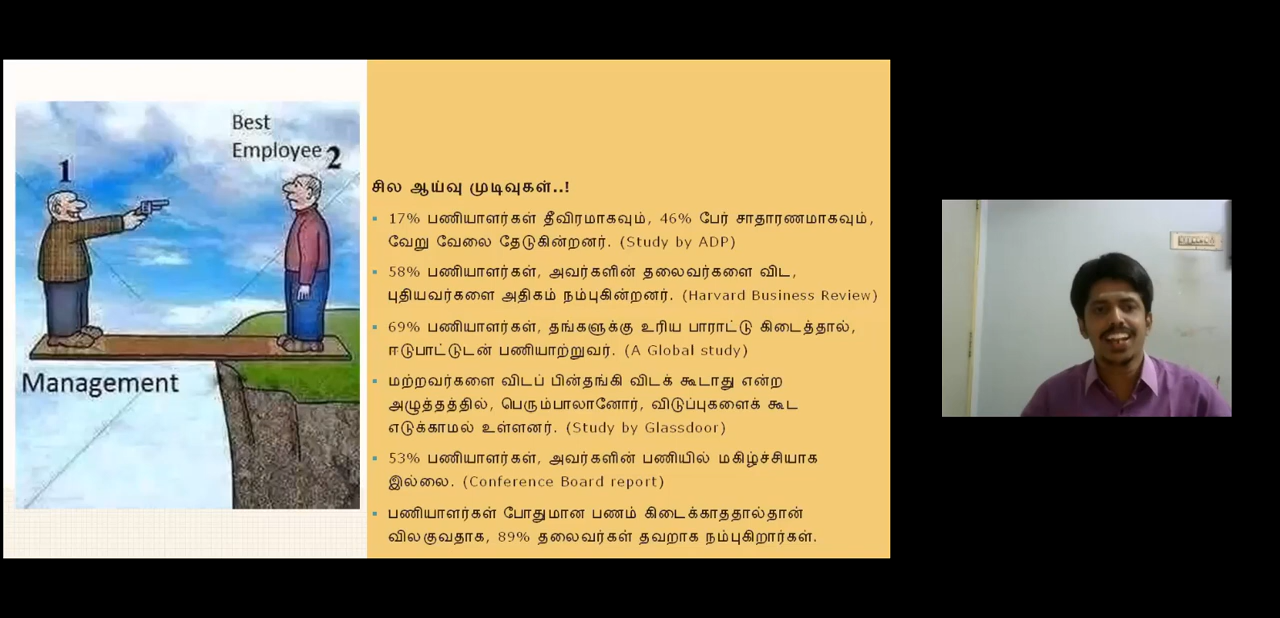 Best
Employee
1
2
Management
சில ஆய்வு முடிவுகள்..!
17% பணியாளர்கள் தீவிரமாகவும், 46% பேர் சாதாரணமாகவும்,
வேறு வேலை தேடுகின்றனர். (Study by ADP)
58% பணியாளர்கள், அவர்களின் தலைவர்களை விட,
புதியவர்களை அதிகம் நம்புகின்றனர். (Harvard Business Review)
69% பணியாளர்கள், தங்களுக்கு உரிய பாராட்டு கிடைத்தால்,
ஈடுபாட்டுடன் பணியாற்றுவர். (A Global study)
மற்றவர்களை விடப் பின்தங்கி விடக் கூடாது என்ற
அழுத்தத்தில், பெரும்பாலானோர், விடுப்புகளைக் கூட
எடுக்காமல் உள்ளனர். (Study by Glassdoor)
53% பணியாளர்கள், அவர்களின் பணியில் மகிழ்ச்சியாக
இல்லை. (Conference Board report)
பணியாளர்கள் போதுமான பணம் கிடைக்காததால்தான்
விலகுவதாக, 89% தலைவர்கள் தவறாக நம்புகிறார்கள்.